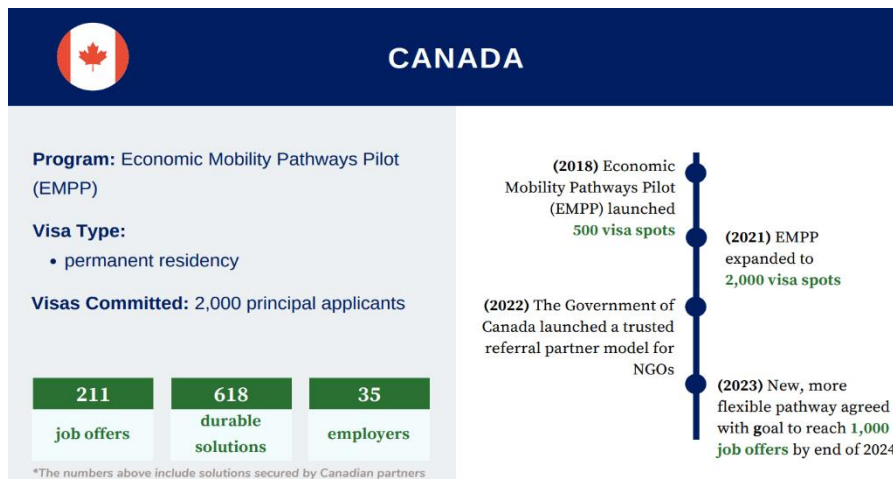 CANADA
Program: Economic Mobility Pathways Pilot
(EMPP)
Visa Type:
• permanent residency
Visas Committed: 2,000 principal applicants
211
job offers
618
durable
solutions
35
employers
*The numbers above include solutions secured by Canadian partners
(2018) Economic
Mobility Pathways Pilot
(EMPP) launched
500 visa spots
(2021) EMPP
expanded to
2,000 visa spots
(2022) The Government of
Canada launched a trusted
referral partner model for
NGOs
(2023) New, more
flexible pathway agreed
with goal to reach 1,000
job offers by end of 2024